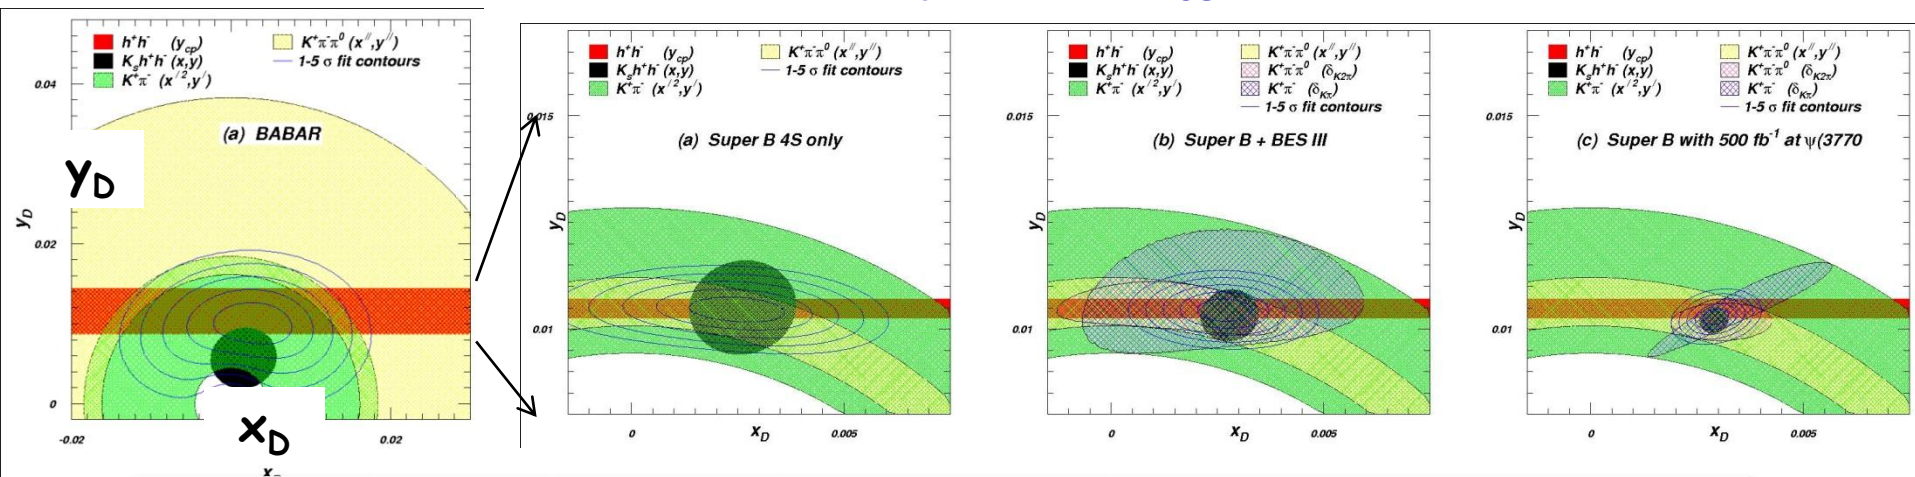 h⁺h⁻ (y_cp)
K_s h⁺h⁻ (x,y)
K⁺π⁻ (x′²,y′)
K⁺π⁻π⁰ (x″,y″)
1-5 σ fit contours
0.04
(a) BABAR
y_D
y_D
0.02
0
x_D
-0.02
0.02
h⁺h⁻ (y_cp)
K_s h⁺h⁻ (x,y)
K⁺π⁻ (x′²,y′)
K⁺π⁻π⁰ (x″,y″)
1-5 σ fit contours
0.015
(a) Super B 4S only
y_D
0.01
0
x_D
0.005
h⁺h⁻ (y_cp)
K_s h⁺h⁻ (x,y)
K⁺π⁻ (x′²,y′)
K⁺π⁻π⁰ (x″,y″)
K⁺π⁻π⁰ (δ_K2π)
K⁺π⁻ (δ_Kπ)
1-5 σ fit contours
0.015
(b) Super B + BES III
y_D
0.01
0
x_D
0.005
h⁺h⁻ (y_cp)
K_s h⁺h⁻ (x,y)
K⁺π⁻ (x′²,y′)
K⁺π⁻π⁰ (x″,y″)
K⁺π⁻π⁰ (δ_K2π)
K⁺π⁻ (δ_Kπ)
1-5 σ fit contours
0.015
(c) Super B with 500 fb⁻¹ at ψ(3770
y_D
0.01
0
x_D
0.005